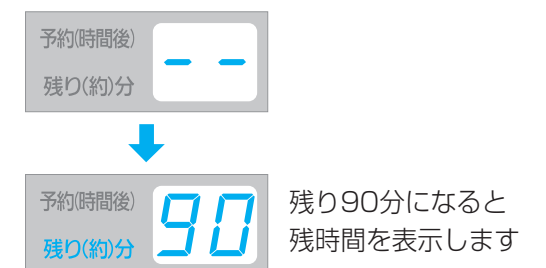 予約(時間後)
残り(約)分
- -
予約(時間後)
残り(約)分
90
残り90分になると
残時間を表示します